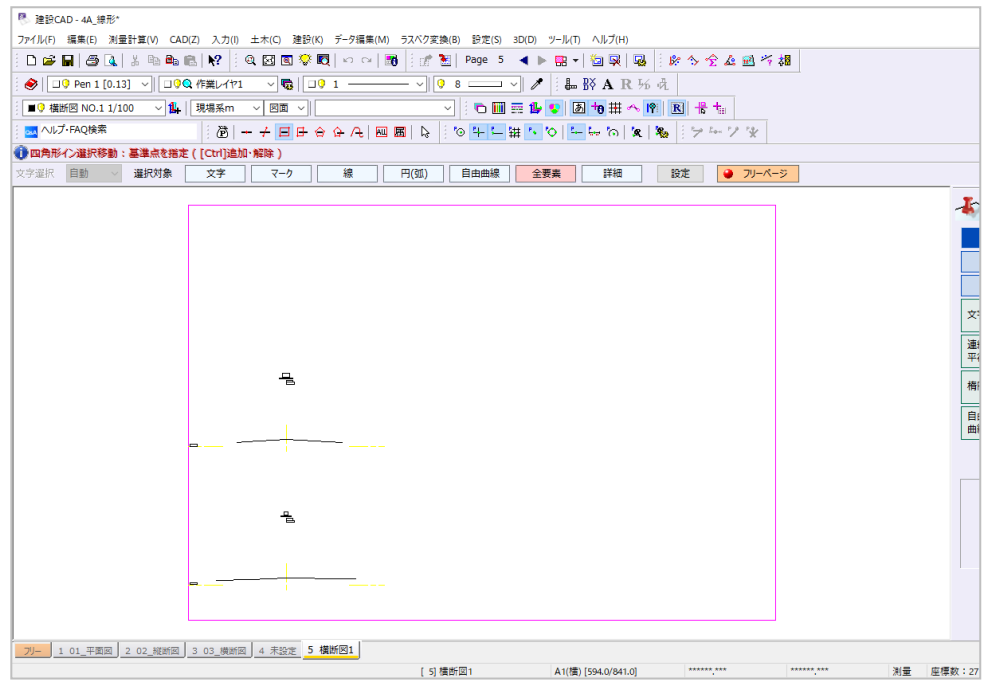 建設CAD - 4A_線形*
ファイル(F) 編集(E) 測量計算(V) CAD(Z) 入力(I) 土木(C) 建設(K) データ編集(M) ラスベク変換(B) 設定(S) 3D(D) ツール(T) ヘルプ(H)
Page 5
Pen 1 [0.13] 作業レイヤ1 1 8 A R
横断図 NO.1 1/100 現場系m 図面 あ R
Q&A ヘルプ・FAQ検索
四角形イン選択移動 : 基準点を指定 ( [Ctrl]追加・解除 )
文字選択 自動 選択対象 文字 マーク 線 円(弧) 自由曲線 全要素 詳細 設定 フリーページ
文
平
自
曲
フリー 1 01_平面図 2 02_縦断図 3 03_横断図 4 未設定 5 横断図1
[ 5] 横断図1 A1(横) [594.0/841.0] ******.*** ******.*** 測量 座標数 : 27